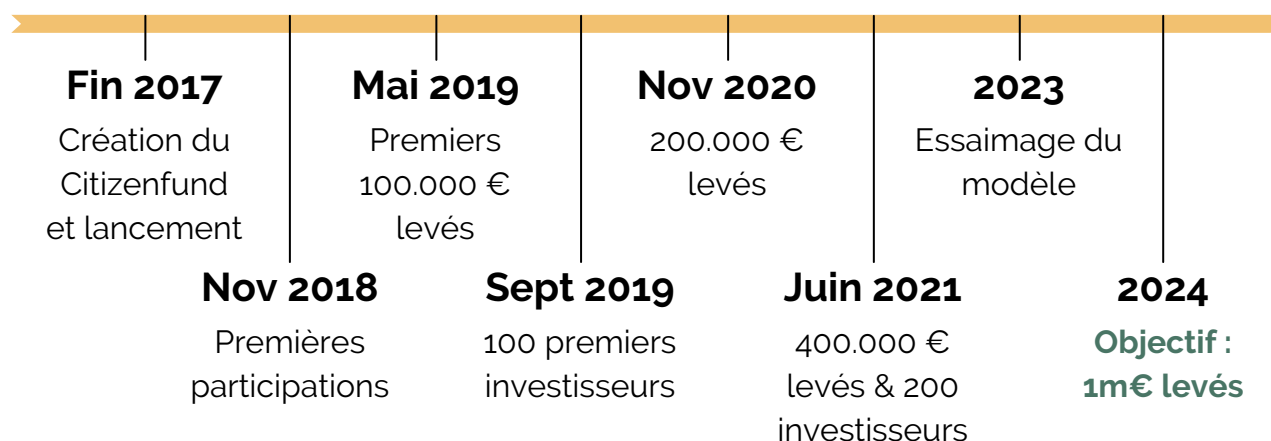 Fin 2017
Création du
Citizenfund
et lancement
Nov 2018
Premières
participations
Mai 2019
Premiers
100.000 €
levés
Sept 2019
100 premiers
investisseurs
Nov 2020
200.000 €
levés
Juin 2021
400.000 €
levés & 200
investisseurs
2023
Essaimage du
modèle
2024
Objectif :
1m€ levés